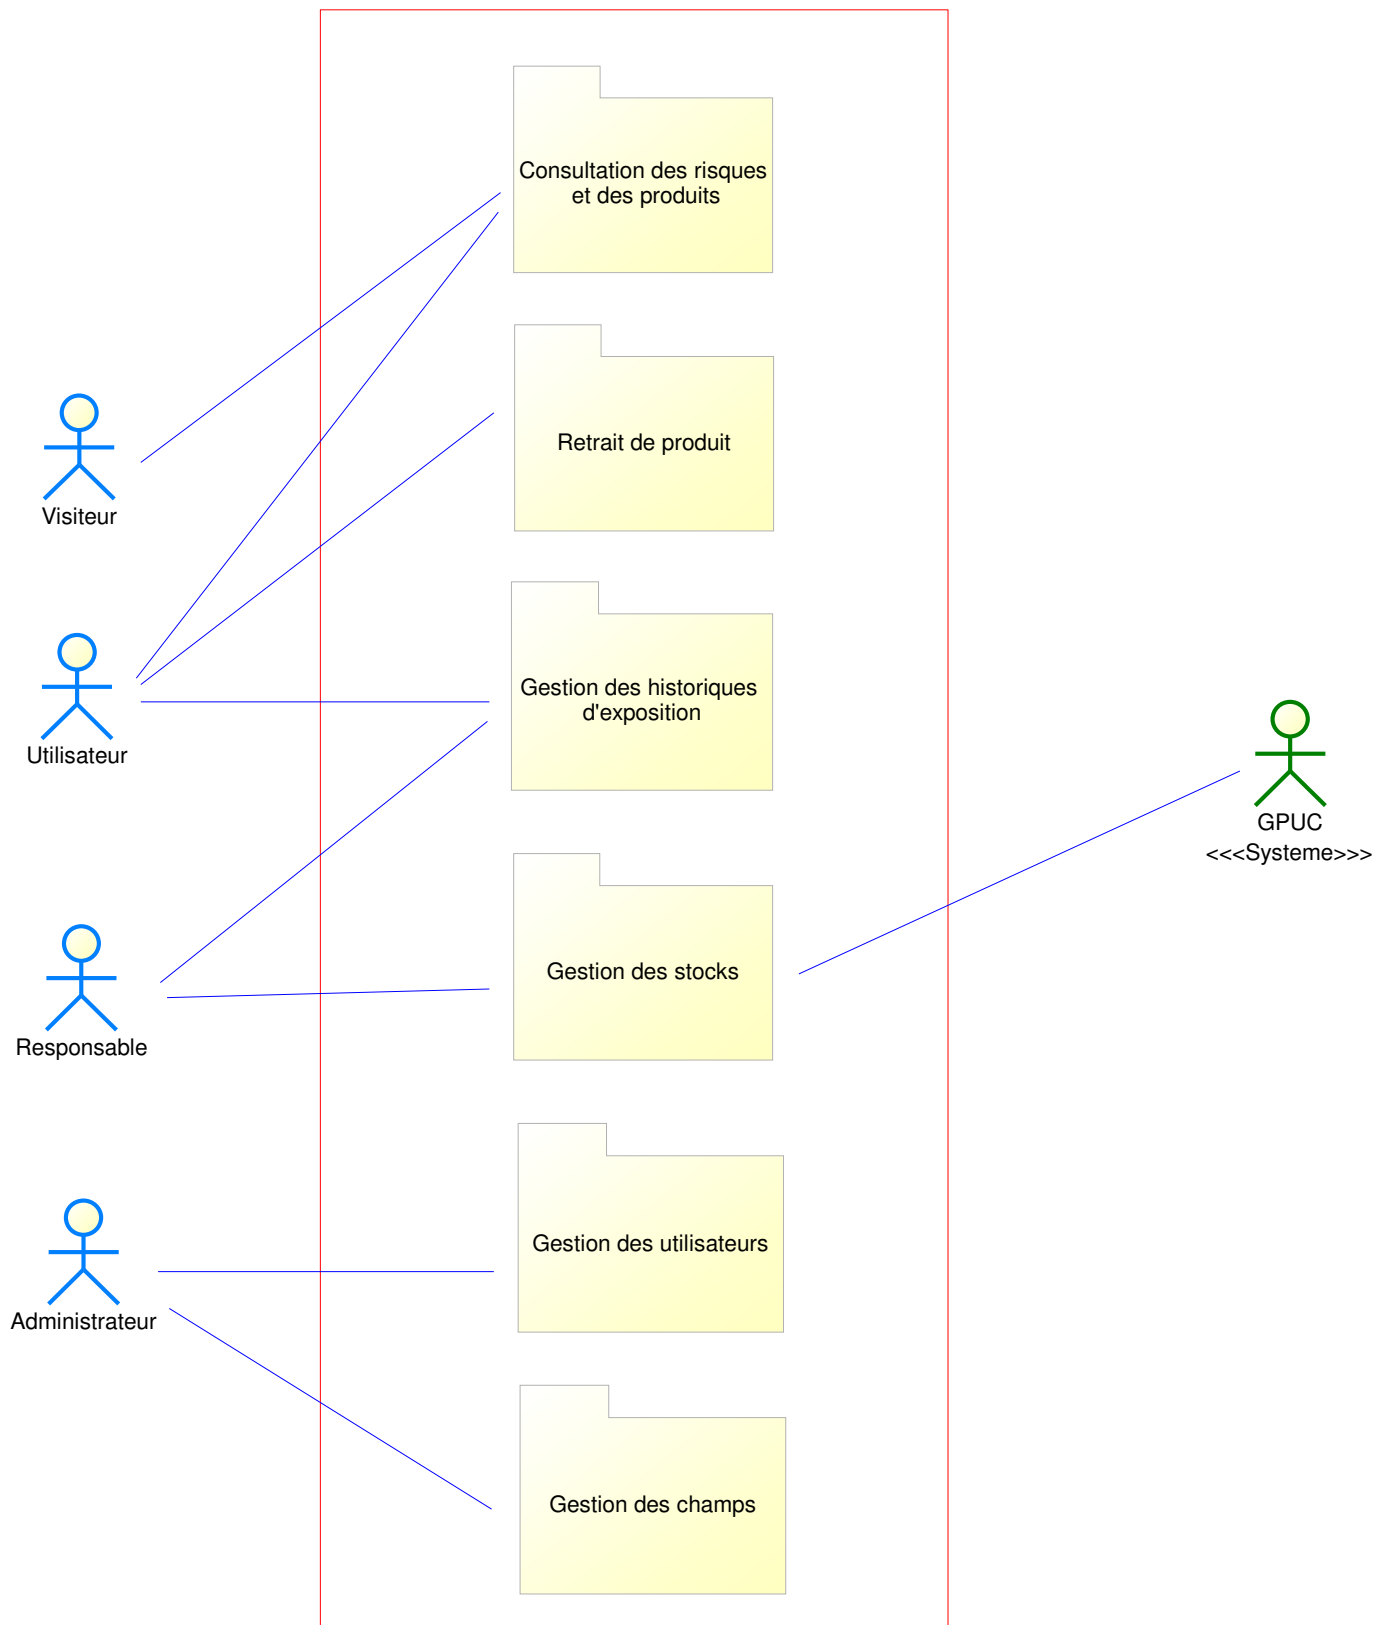 Consultation des risques
et des produits
Retrait de produit
Visiteur
Gestion des historiques
d'exposition
Utilisateur
GPUC
<<<Systeme>>>
Gestion des stocks
Responsable
Gestion des utilisateurs
Administrateur
Gestion des champs